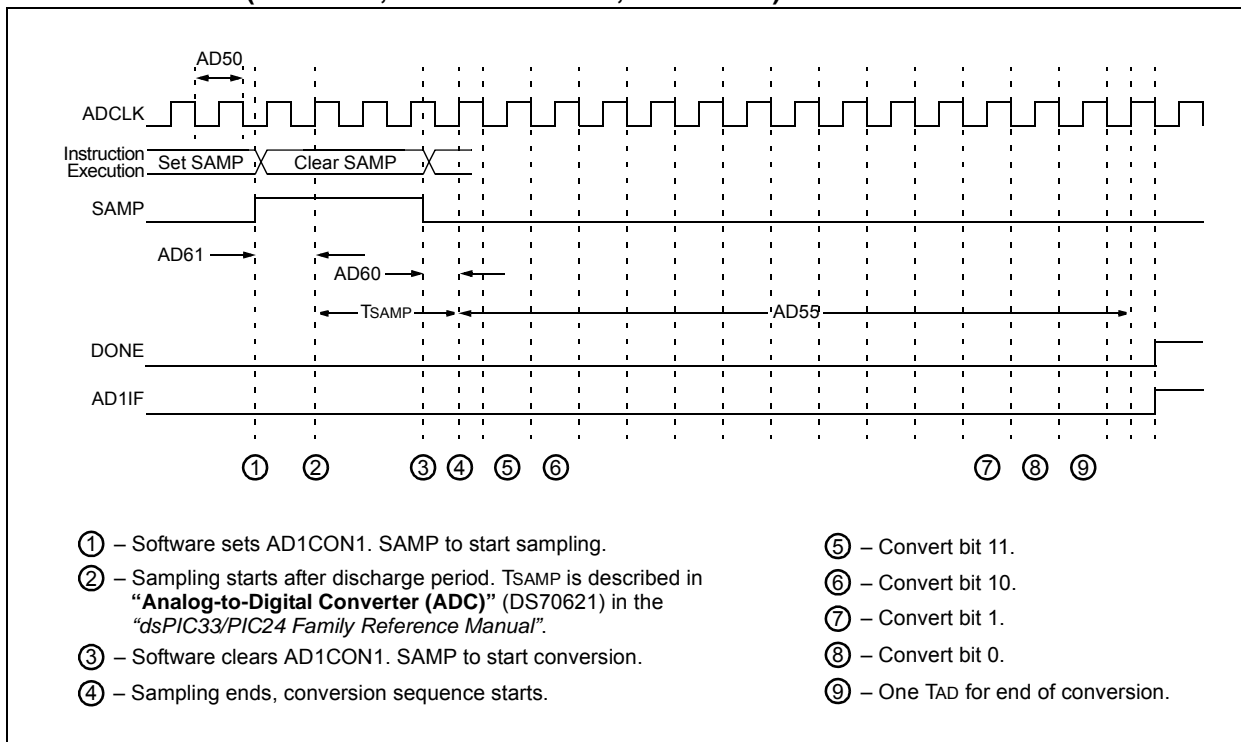 AD50
ADCLK
Instruction
Execution
Set SAMP
Clear SAMP
SAMP
AD61
AD60
TSAMP
AD55
DONE
AD1IF
1 2 3 4 5 6 7 8 9
1 – Software sets AD1CON1. SAMP to start sampling.
2 – Sampling starts after discharge period. TSAMP is described in
“Analog-to-Digital Converter (ADC)” (DS70621) in the
“dsPIC33/PIC24 Family Reference Manual”.
3 – Software clears AD1CON1. SAMP to start conversion.
4 – Sampling ends, conversion sequence starts.
5 – Convert bit 11.
6 – Convert bit 10.
7 – Convert bit 1.
8 – Convert bit 0.
9 – One TAD for end of conversion.